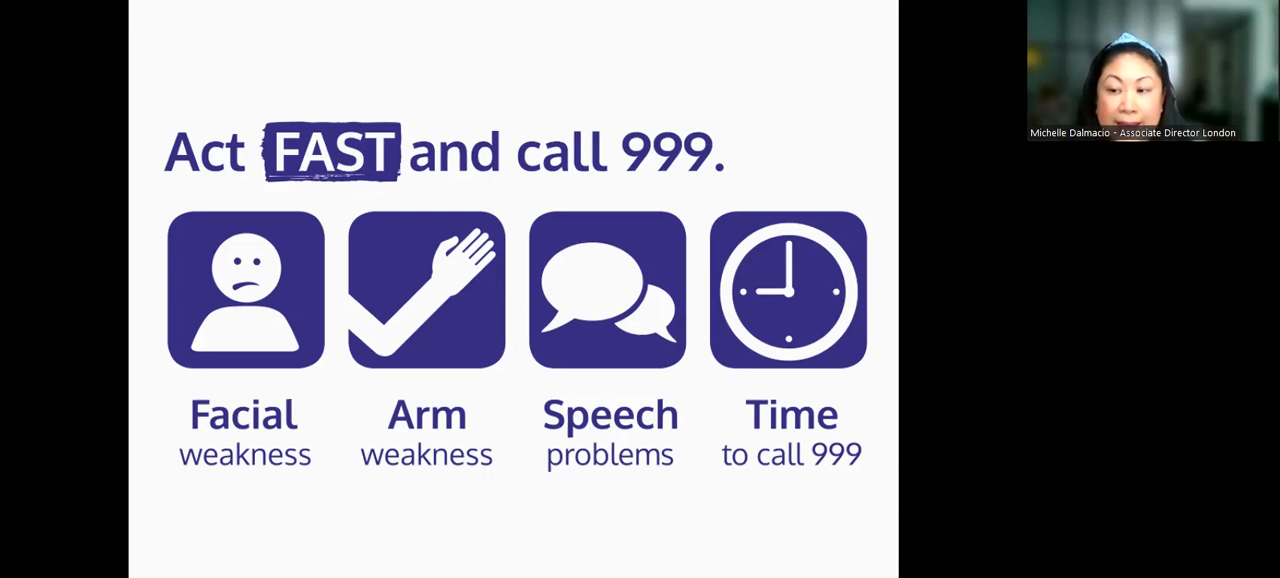 Act FAST and call 999.
Facial
weakness
Arm
weakness
Speech
problems
Time
to call 999
Michelle Dalmacio - Associate Director London